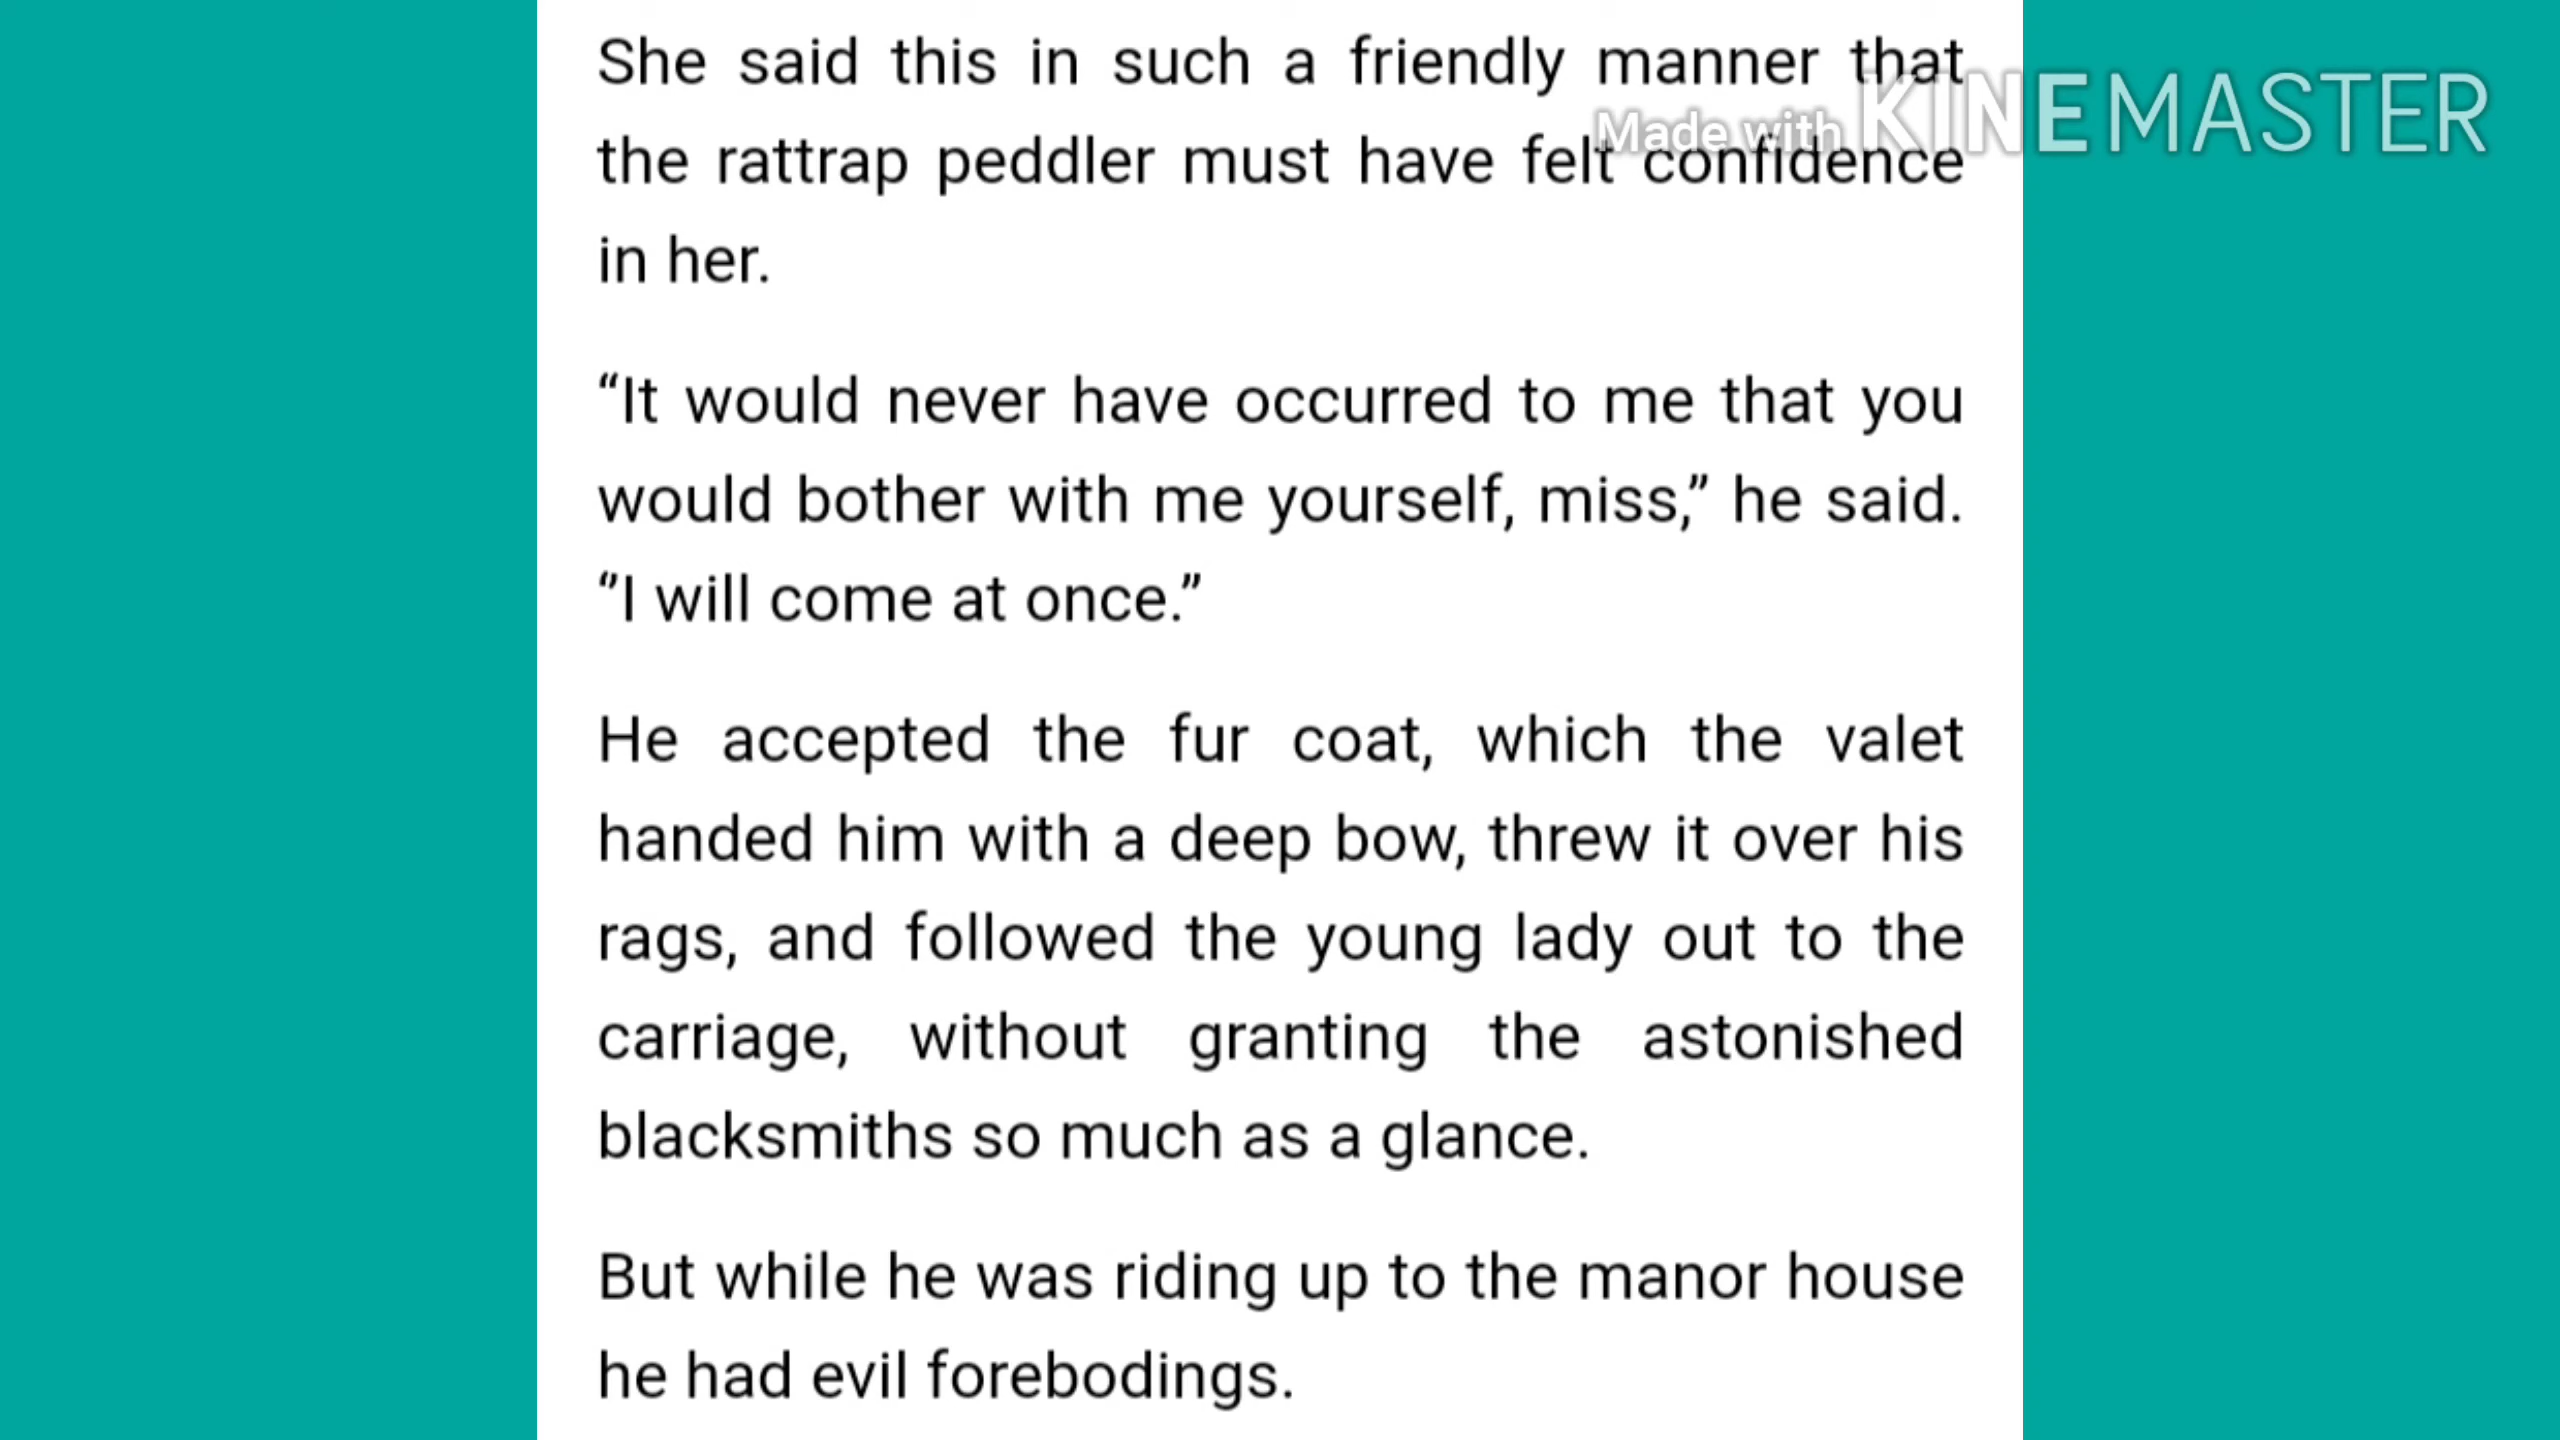 She said this in such a friendly manner that
Made with KINEMASTER
the rattrap peddler must have felt confidence
in her.
“It would never have occurred to me that you
would bother with me yourself, miss,” he said.
“I will come at once.”
He accepted the fur coat, which the valet
handed him with a deep bow, threw it over his
rags, and followed the young lady out to the
carriage, without granting the astonished
blacksmiths so much as a glance.
But while he was riding up to the manor house
he had evil forebodings.